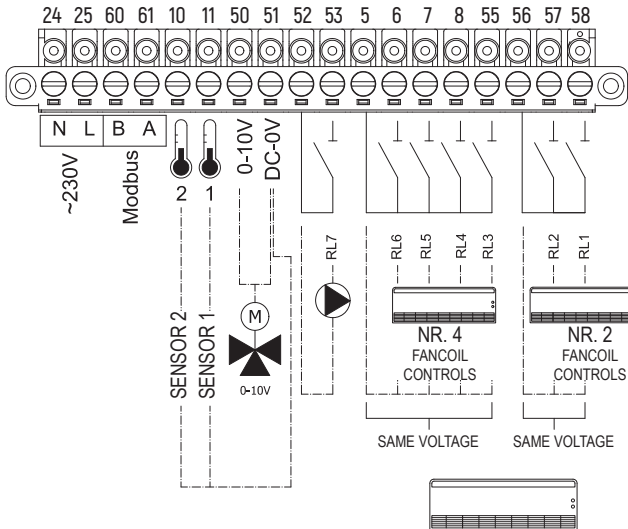 24 25 60 61 10 11 50 51 52 53 5 6 7 8 55 56 57 58
N L B A
~230V
Modbus
2 1
0-10V
DC-0V
SENSOR 2
SENSOR 1
M
0-10V
RL7
RL6 RL5 RL4 RL3
RL2 RL1
NR. 4
FANCOIL
CONTROLS
NR. 2
FANCOIL
CONTROLS
SAME VOLTAGE
SAME VOLTAGE